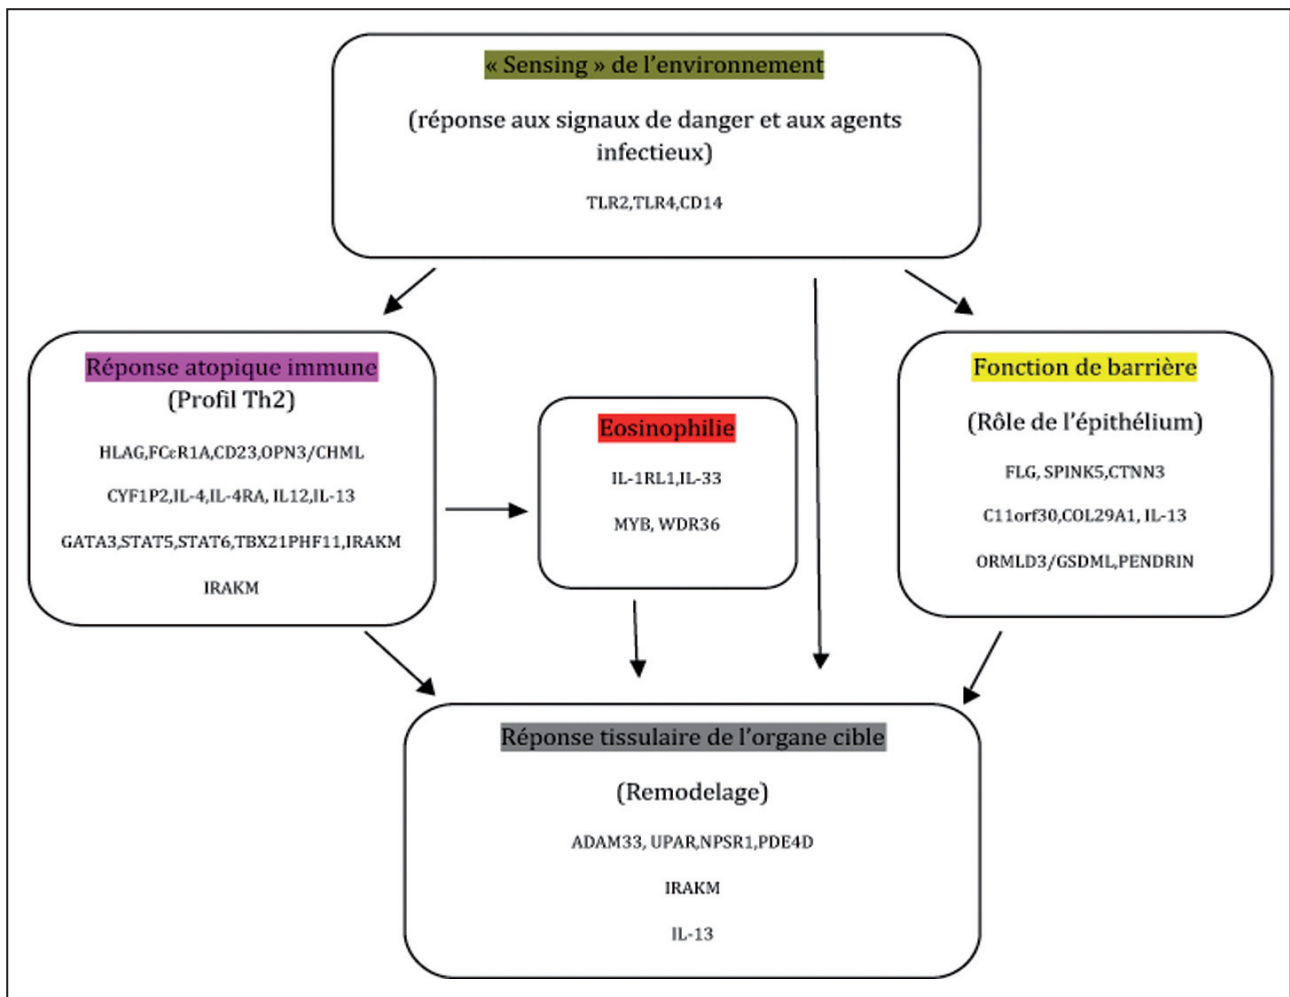 « Sensing » de l’environnement
(réponse aux signaux de danger et aux agents
infectieux)
TLR2,TLR4,CD14
Réponse atopique immune
(Profil Th2)
HLAG,FCεR1A,CD23,OPN3/CHML
CYF1P2,IL-4,IL-4RA, IL12,IL-13
GATA3,STAT5,STAT6,TBX21PHF11,IRAKM
IRAKM
Eosinophilie
IL-1RL1,IL-33
MYB, WDR36
Fonction de barrière
(Rôle de l’épithélium)
FLG, SPINK5,CTNN3
C11orf30,COL29A1, IL-13
ORMLD3/GSDML,PENDRIN
Réponse tissulaire de l’organe cible
(Remodelage)
ADAM33, UPAR,NPSR1,PDE4D
IRAKM
IL-13